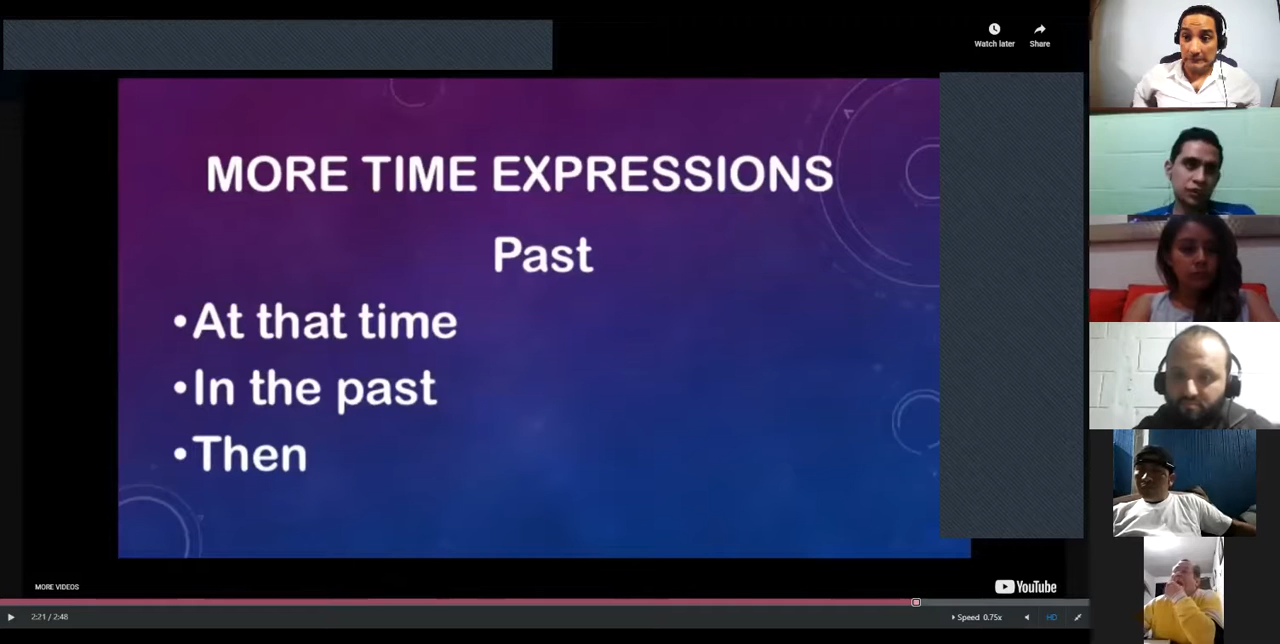 Watch later
Share
MORE TIME EXPRESSIONS
Past
•At that time
•In the past
•Then
MORE VIDEOS
YouTube
2:21 / 2:48
Speed 0.75x
HD